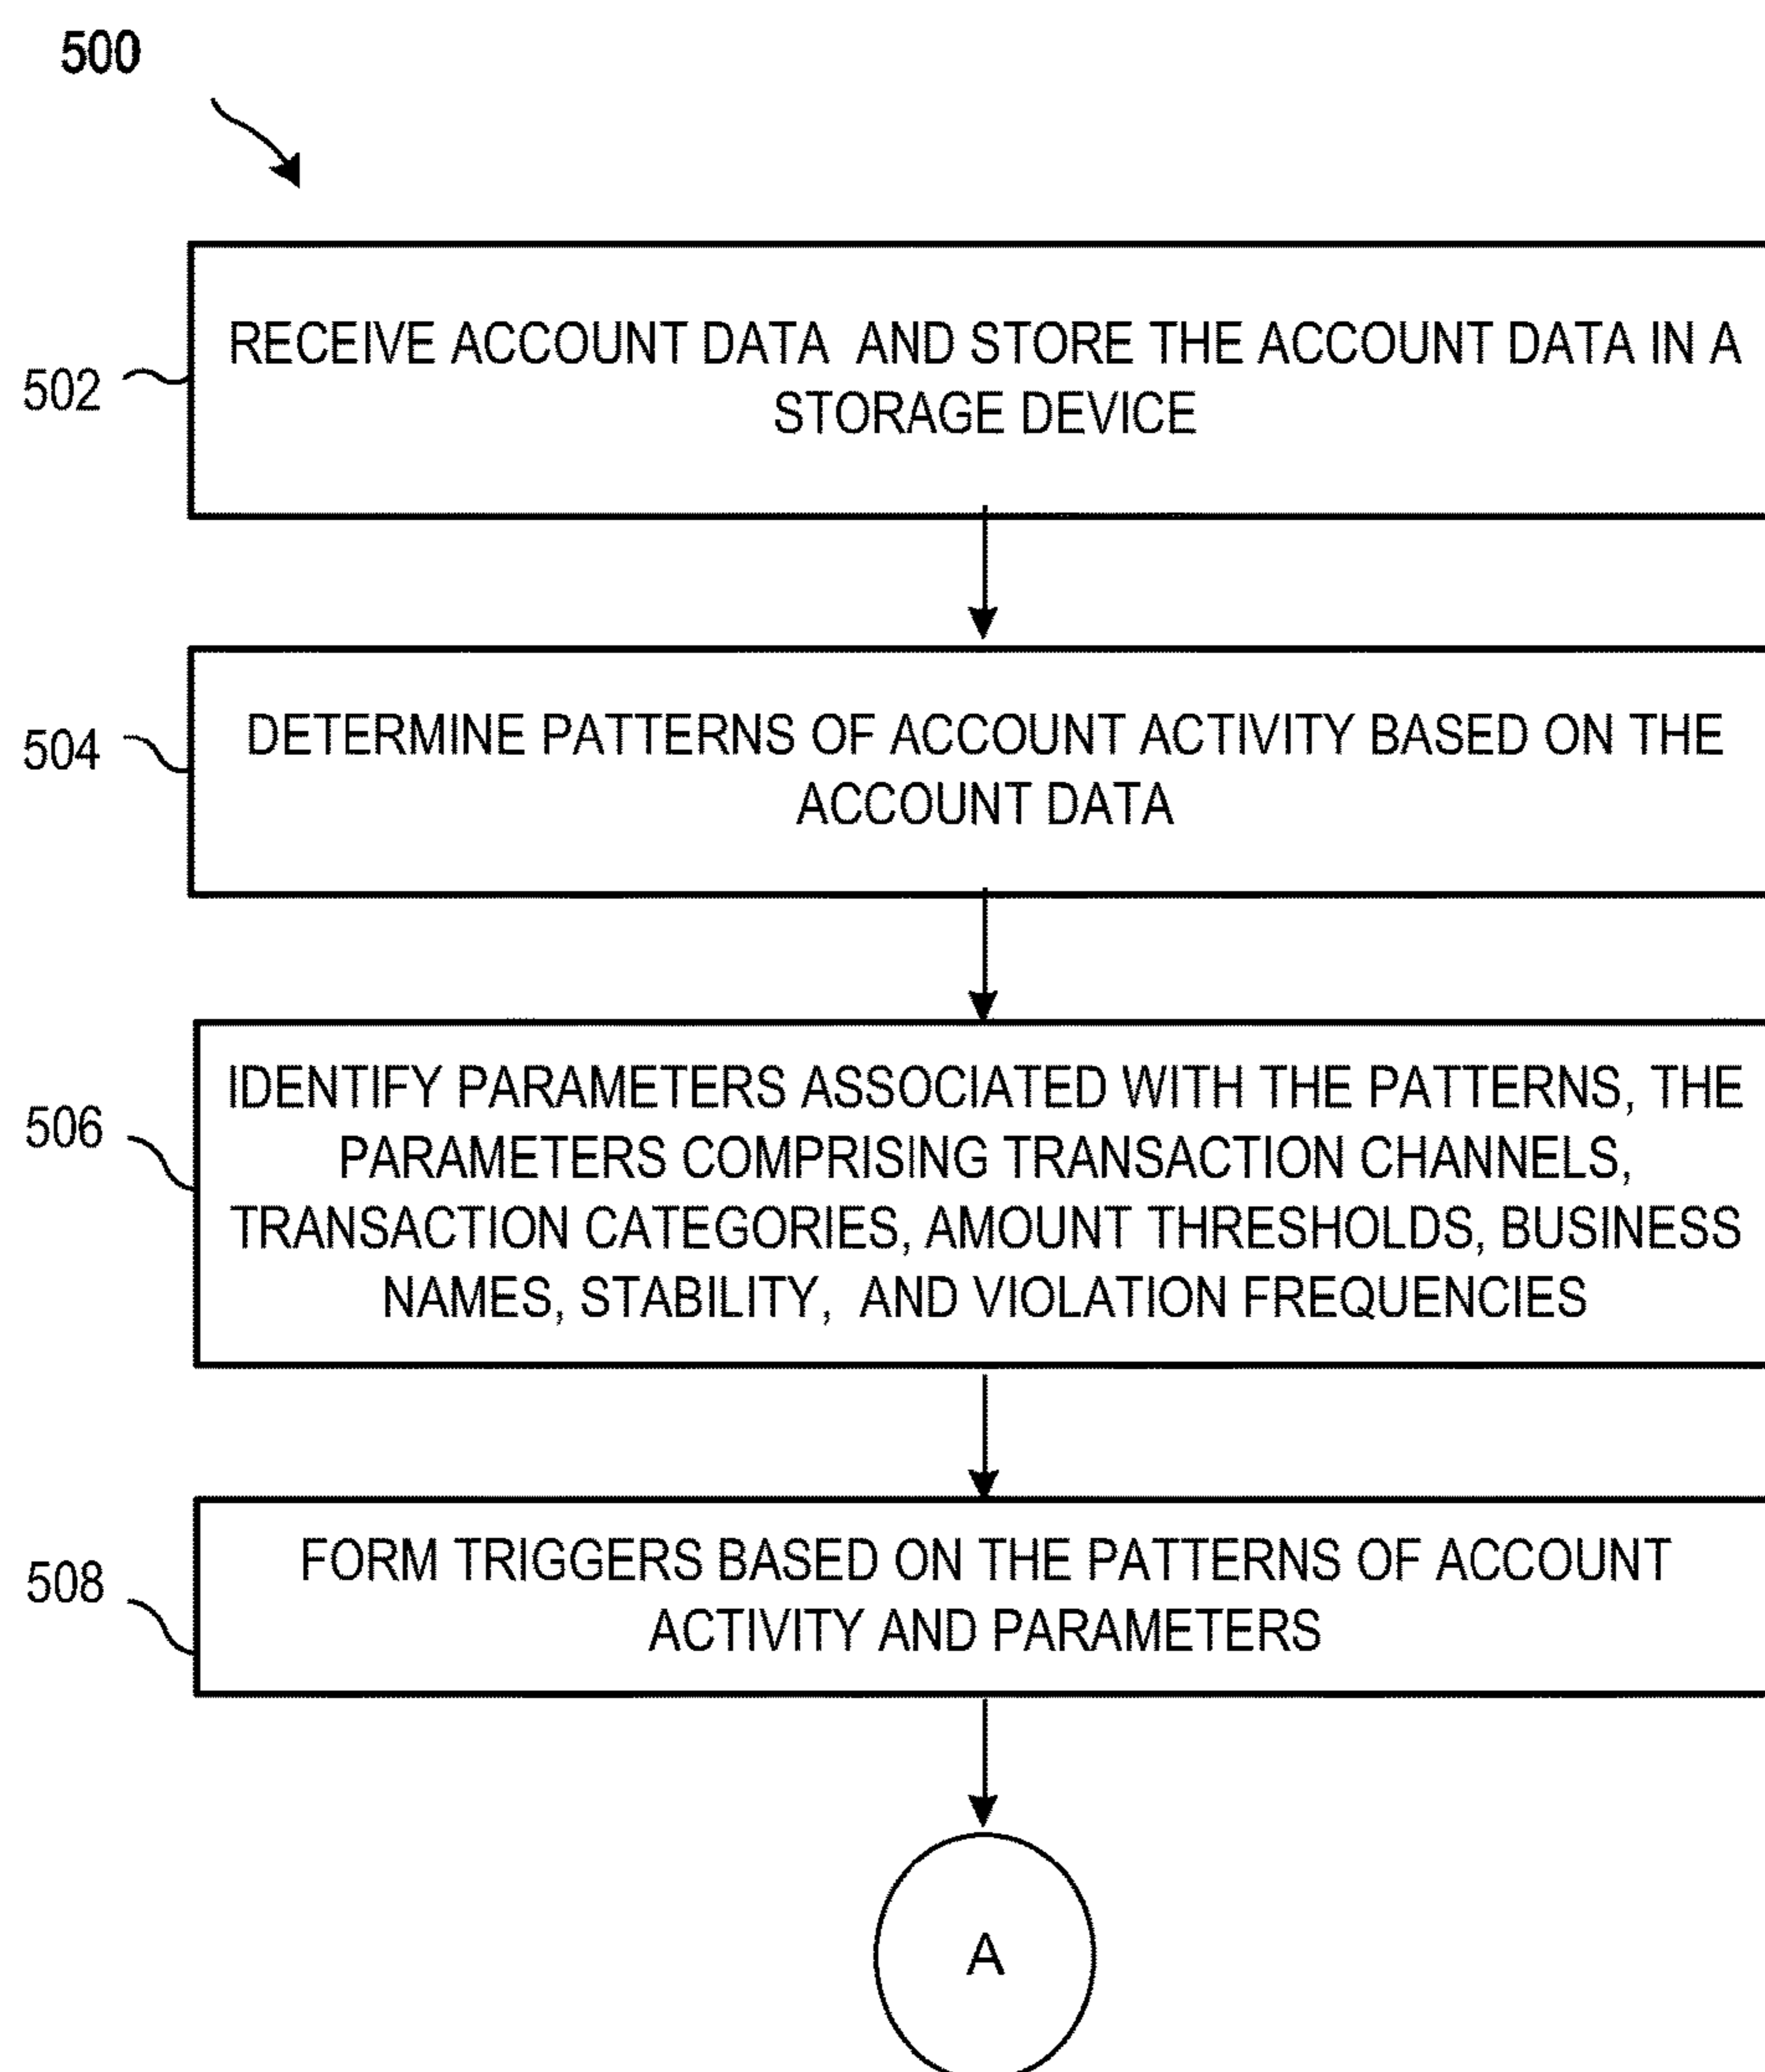 500
RECEIVE ACCOUNT DATA AND STORE THE ACCOUNT DATA IN A
STORAGE DEVICE
502
DETERMINE PATTERNS OF ACCOUNT ACTIVITY BASED ON THE
ACCOUNT DATA
504
IDENTIFY PARAMETERS ASSOCIATED WITH THE PATTERNS, THE
PARAMETERS COMPRISING TRANSACTION CHANNELS,
TRANSACTION CATEGORIES, AMOUNT THRESHOLDS, BUSINESS
NAMES, STABILITY, AND VIOLATION FREQUENCIES
506
FORM TRIGGERS BASED ON THE PATTERNS OF ACCOUNT
ACTIVITY AND PARAMETERS
508
A